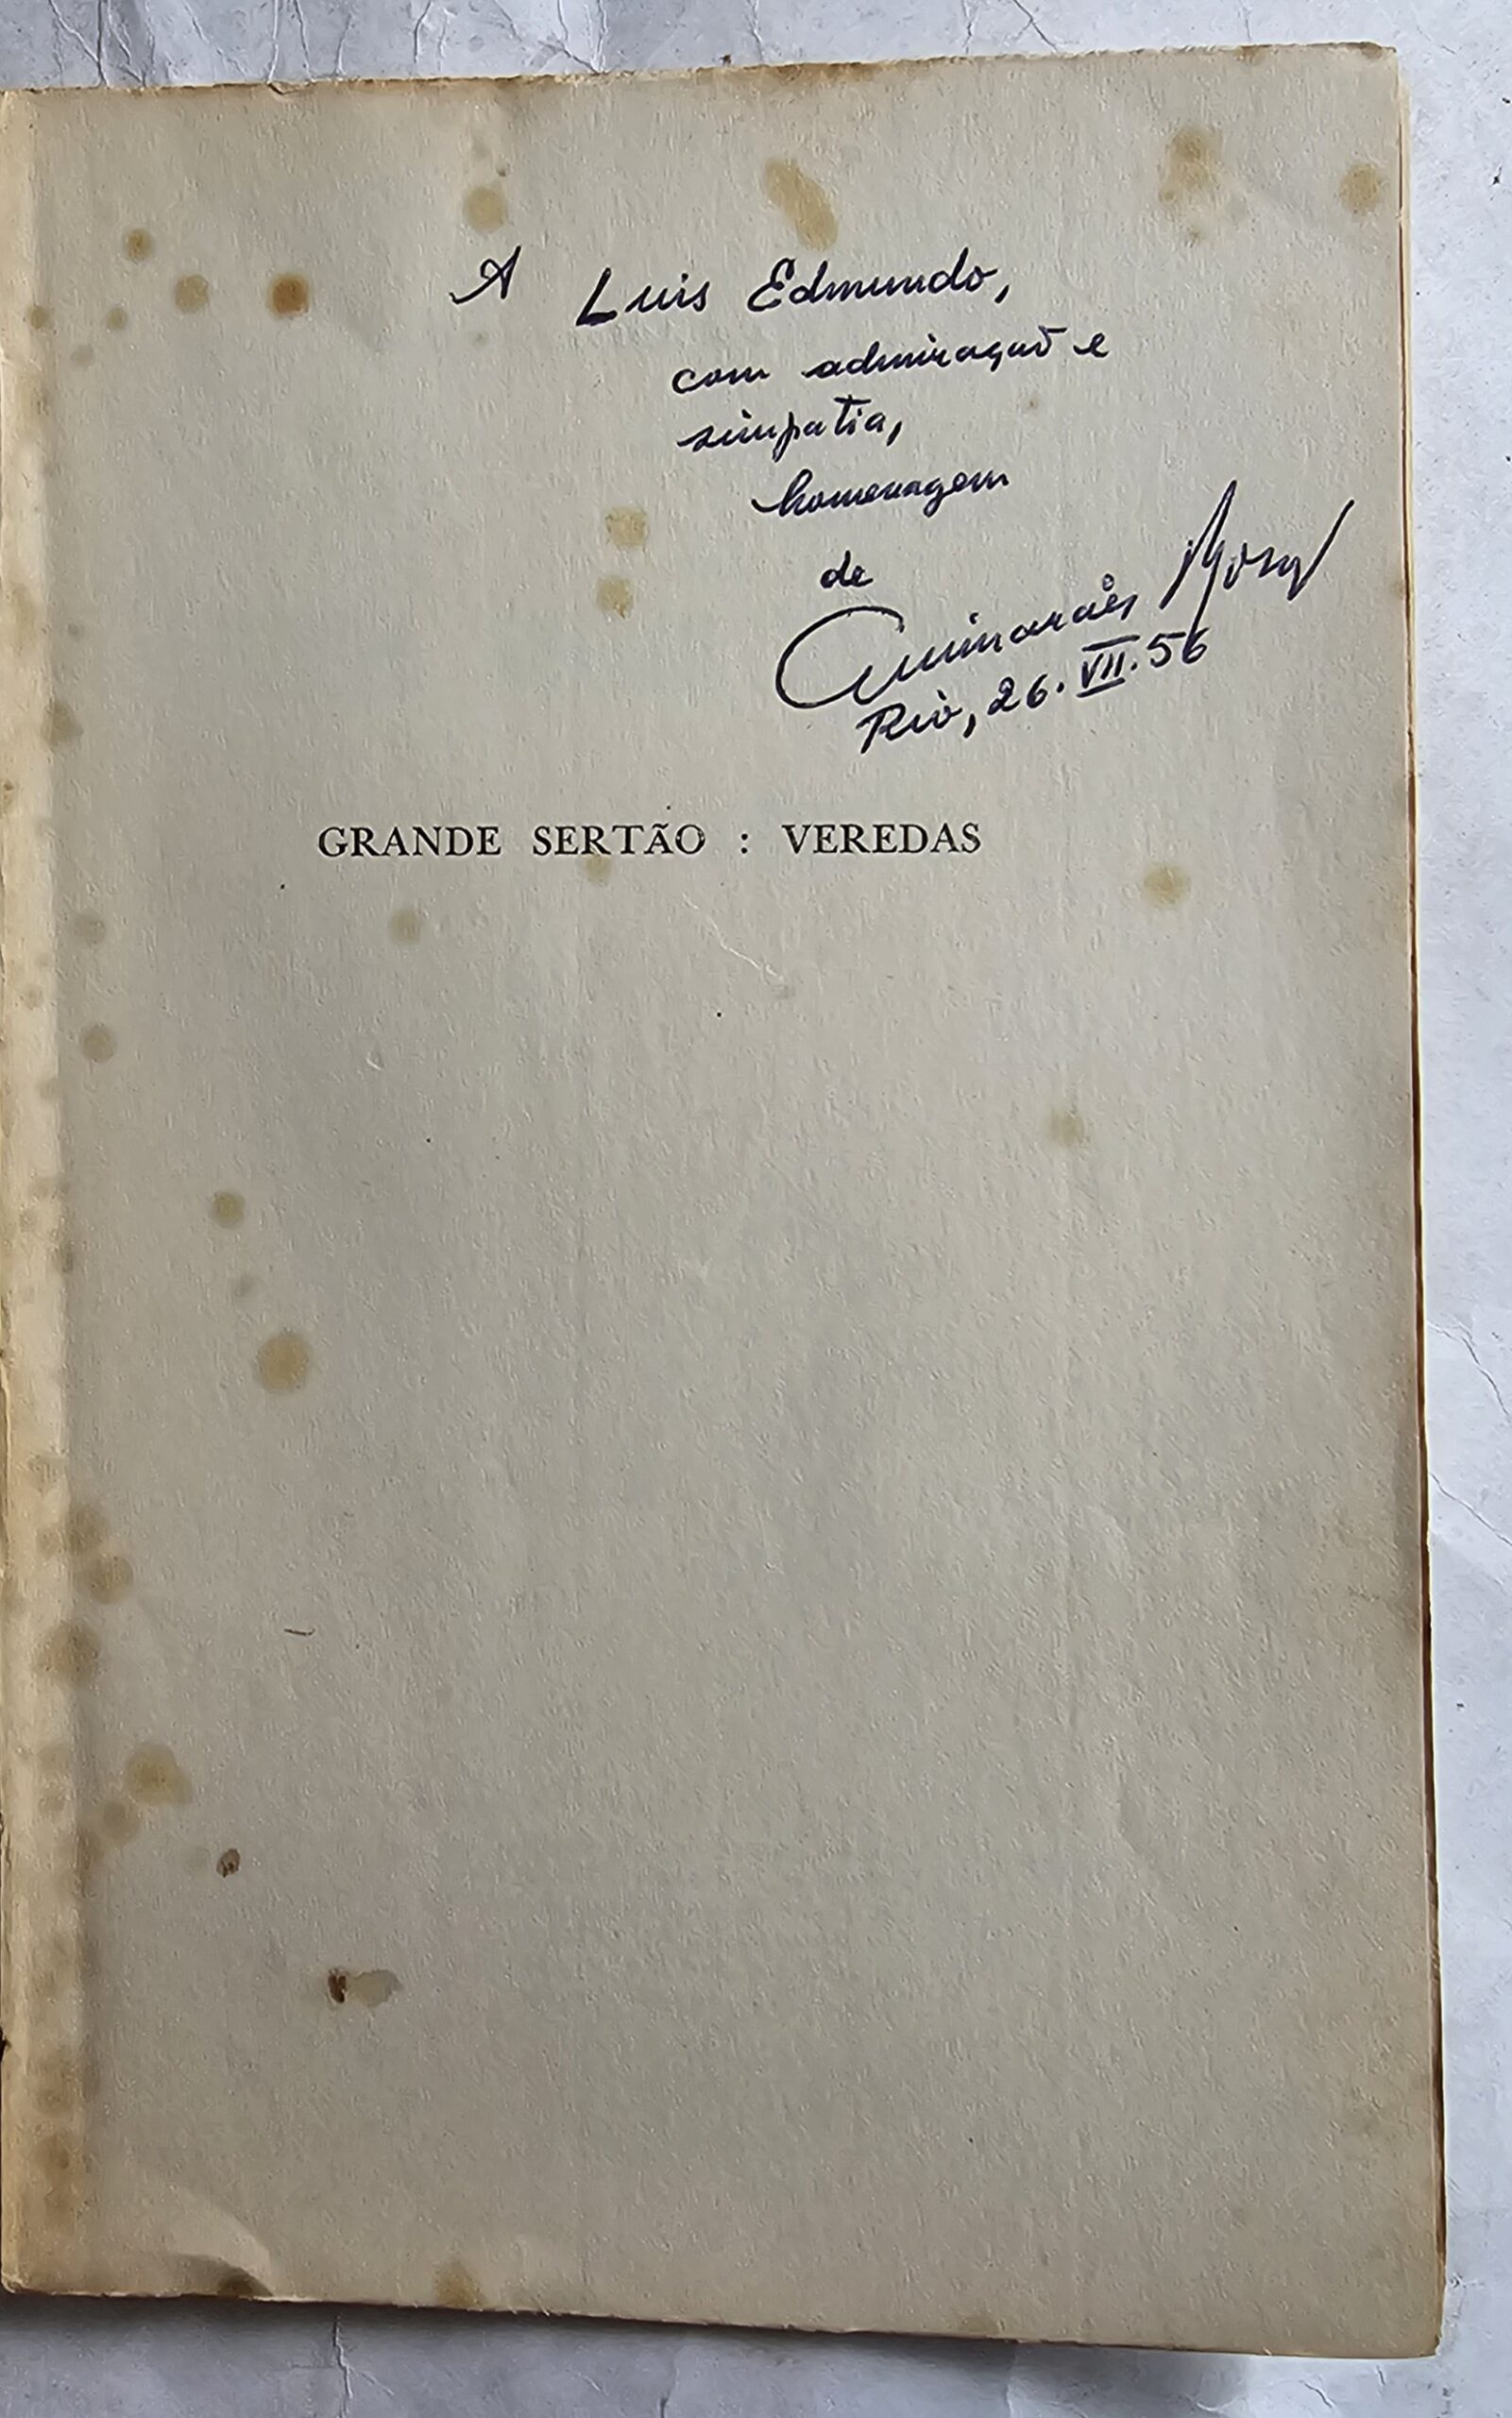 A Luis Edmundo,
com admiração e
simpatia,
homenagem
de
Guimarães Rosa
Rio, 26. VII. 56
GRANDE SERTÃO : VEREDAS